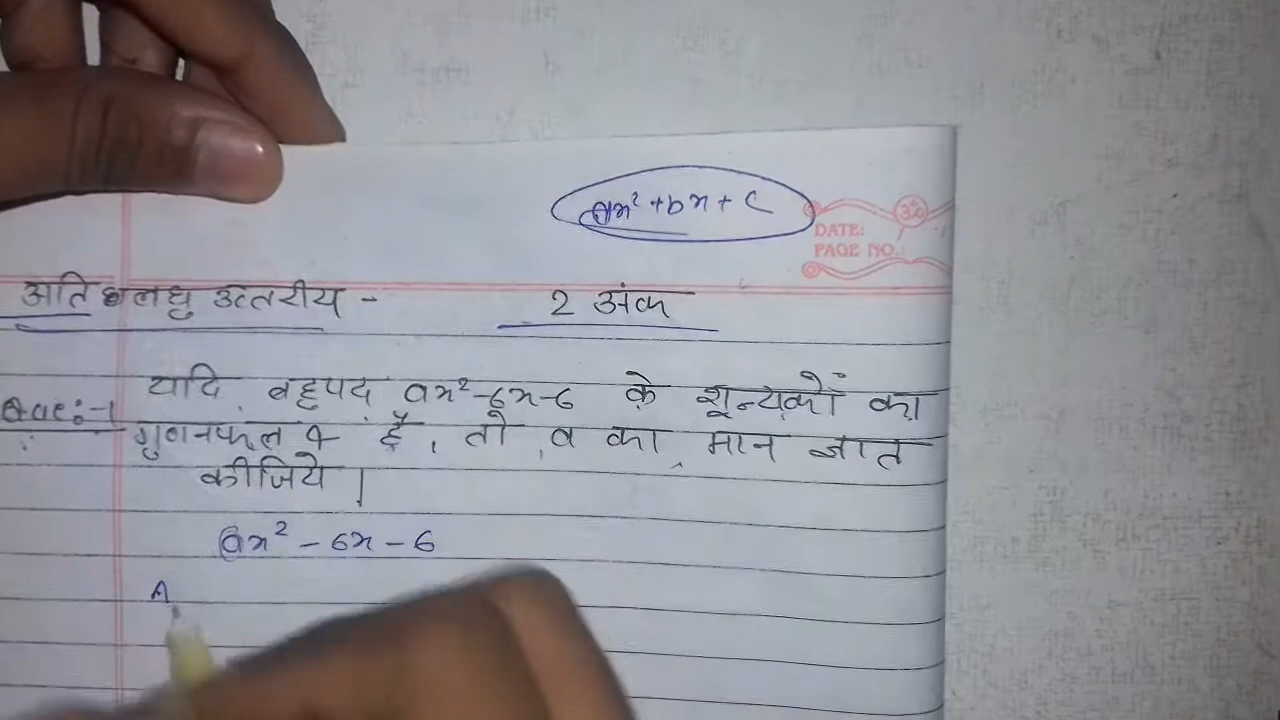 ax² + bx + c
ॐ
DATE:
PAGE NO.:
अति लघु उत्तरीय - 2 अंक
Que:-1 यादि बहुपद ax²-6x-6 के शून्यकों का
गुणनफल 4 है, तो a का मान ज्ञात
कीजिये |
ax² - 6x - 6
A